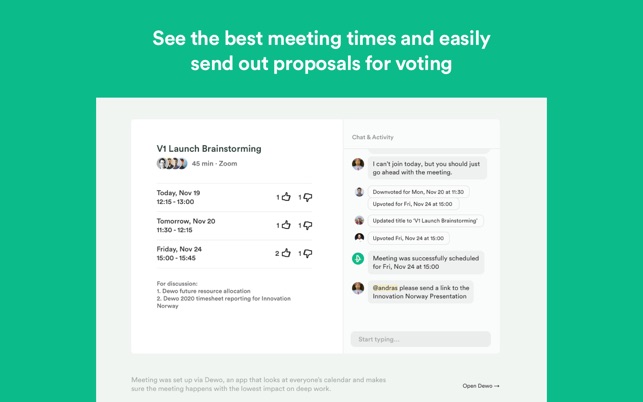 See the best meeting times and easily
send out proposals for voting
V1 Launch Brainstorming
45 min · Zoom
Today, Nov 19
12:15 - 13:00
1 1
Tomorrow, Nov 20
11:30 - 12:15
1 1
Friday, Nov 24
15:00 - 15:45
2 1
For discussion:
1. Dewo future resource allocation
2. Dewo 2020 timesheet reporting for Innovation
Norway
Chat & Activity
I can't join today, but you should just
go ahead with the meeting.
Downvoted for Mon, Nov 20 at 11:30
Upvoted for Fri, Nov 24 at 15:00
Updated title to 'V1 Launch Brainstorming'
Upvoted Fri, Nov 24 at 15:00
Meeting was successfully scheduled
for Fri, Nov 24 at 15:00
@andras please send a link to the
Innovation Norway Presentation
Start typing...
Meeting was set up via Dewo, an app that looks at everyone's calendar and makes
sure the meeting happens with the lowest impact on deep work.
Open Dewo →